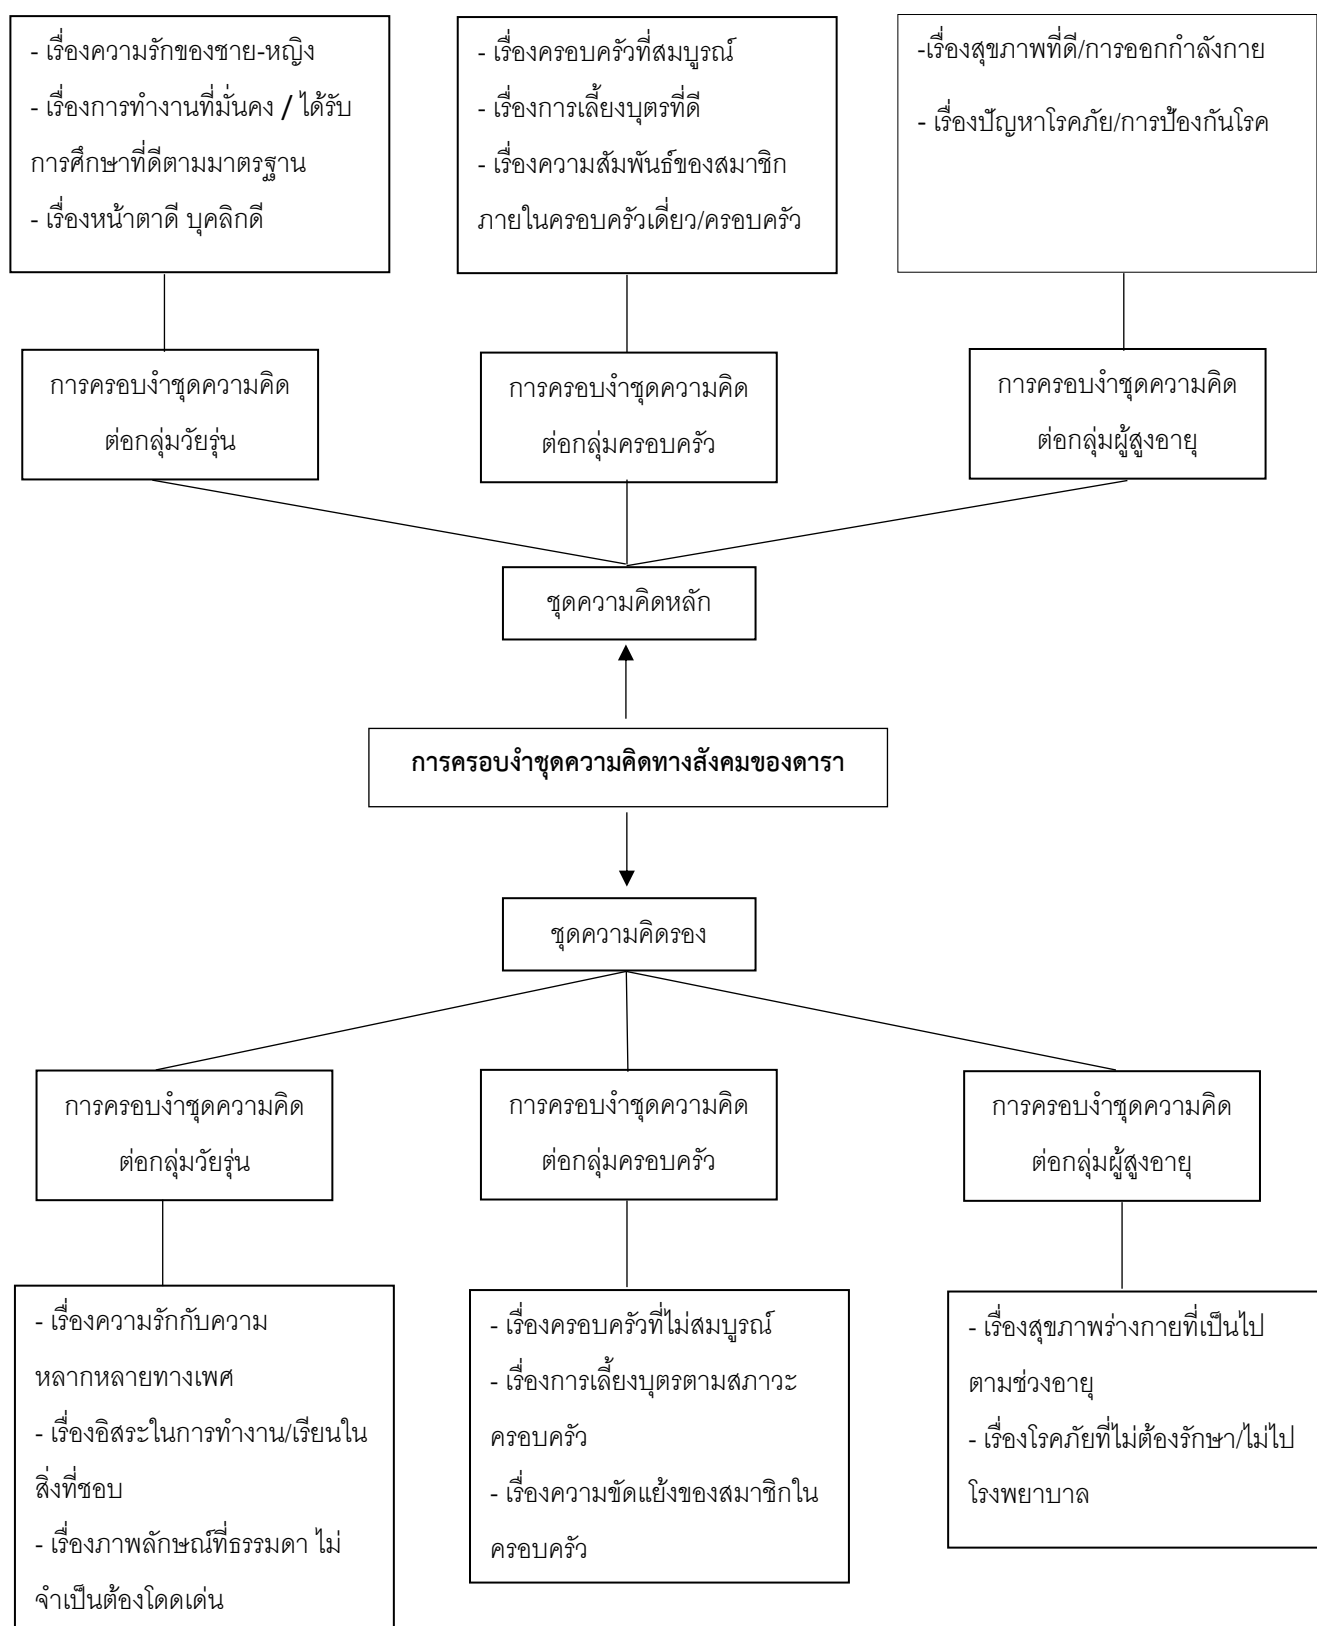 - เรื่องความรักของชาย-หญิง
- เรื่องการทำงานที่มั่นคง / ได้รับ
การศึกษาที่ดีตามมาตรฐาน
- เรื่องหน้าตาดี บุคลิกดี
- เรื่องครอบครัวที่สมบูรณ์
- เรื่องการเลี้ยงบุตรที่ดี
- เรื่องความสัมพันธ์ของสมาชิก
ภายในครอบครัวเดี่ยว/ครอบครัว
-เรื่องสุขภาพที่ดี/การออกกำลังกาย
- เรื่องปัญหาโรคภัย/การป้องกันโรค
การครอบงำชุดความคิด
ต่อกลุ่มวัยรุ่น
การครอบงำชุดความคิด
ต่อกลุ่มครอบครัว
การครอบงำชุดความคิด
ต่อกลุ่มผู้สูงอายุ
ชุดความคิดหลัก
การครอบงำชุดความคิดทางสังคมของดารา
ชุดความคิดรอง
การครอบงำชุดความคิด
ต่อกลุ่มวัยรุ่น
การครอบงำชุดความคิด
ต่อกลุ่มครอบครัว
การครอบงำชุดความคิด
ต่อกลุ่มผู้สูงอายุ
- เรื่องความรักกับความ
หลากหลายทางเพศ
- เรื่องอิสระในการทำงาน/เรียนใน
สิ่งที่ชอบ
- เรื่องภาพลักษณ์ที่ธรรมดา ไม่
จำเป็นต้องโดดเด่น
- เรื่องครอบครัวที่ไม่สมบูรณ์
- เรื่องการเลี้ยงบุตรตามสภาวะ
ครอบครัว
- เรื่องความขัดแย้งของสมาชิกใน
ครอบครัว
- เรื่องสุขภาพร่างกายที่เป็นไป
ตามช่วงอายุ
- เรื่องโรคภัยที่ไม่ต้องรักษา/ไม่ไป
โรงพยาบาล